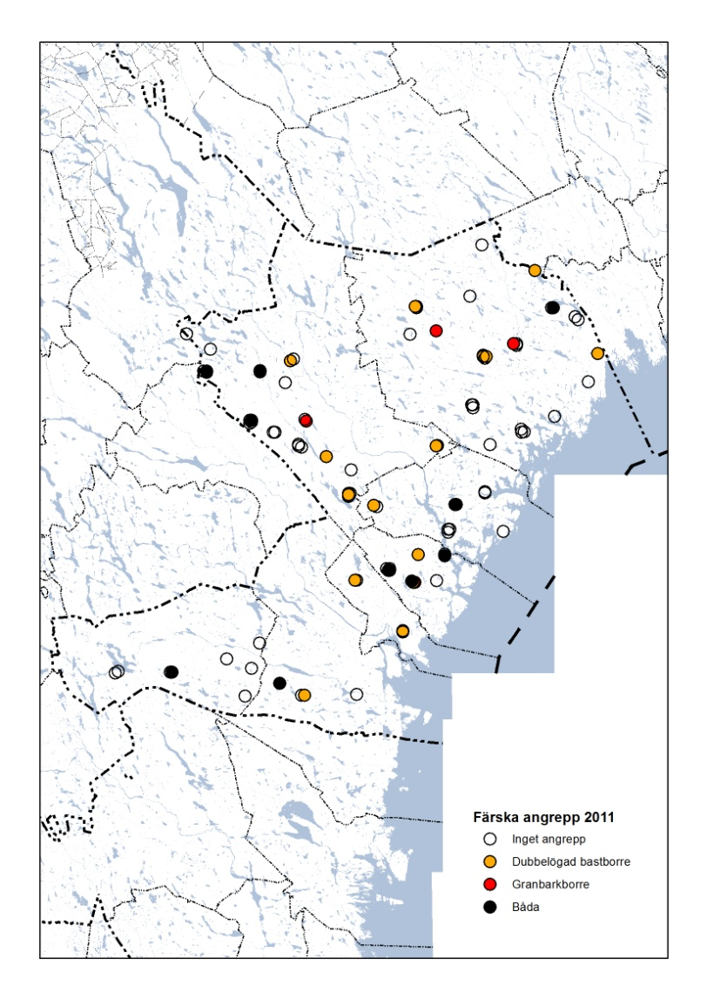 Färska angrepp 2011
Inget angrepp
Dubbelögad bastborre
Granbarkborre
Båda